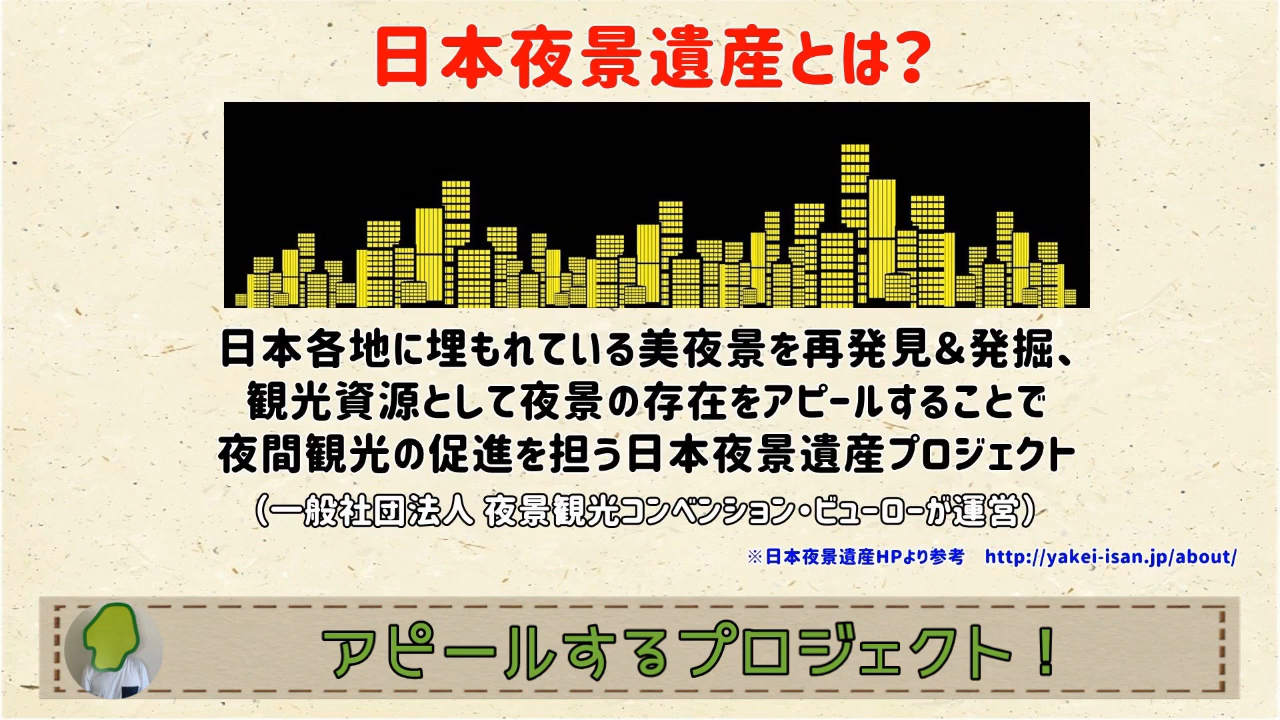 日本夜景遺産とは？
日本各地に埋もれている美夜景を再発見&発掘、
観光資源として夜景の存在をアピールすることで
夜間観光の促進を担う日本夜景遺産プロジェクト
（一般社団法人 夜景観光コンベンション・ビューローが運営）
※日本夜景遺産HPより参考　http://yakei-isan.jp/about/
アピールするプロジェクト！